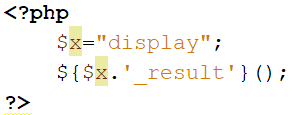 <?php
$x="display";
${$x.'_result'}();
?>